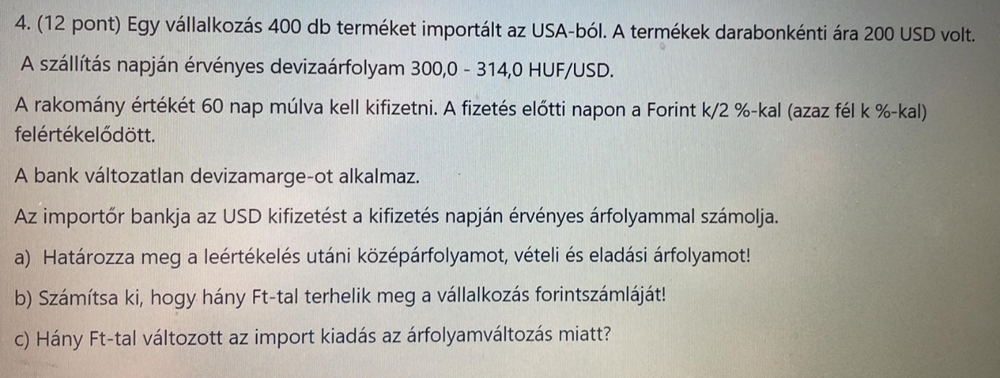 4. (12 pont) Egy vállalkozás 400 db terméket importált az USA-ból. A termékek darabonkénti ára 200 USD volt.
A szállítás napján érvényes devizaárfolyam 300,0 - 314,0 HUF/USD.
A rakomány értékét 60 nap múlva kell kifizetni. A fizetés előtti napon a Forint k/2 %-kal (azaz fél k %-kal)
felértékelődött.
A bank változatlan devizamarge-ot alkalmaz.
Az importőr bankja az USD kifizetést a kifizetés napján érvényes árfolyammal számolja.
a) Határozza meg a leértékelés utáni középárfolyamot, vételi és eladási árfolyamot!
b) Számítsa ki, hogy hány Ft-tal terhelik meg a vállalkozás forintszámláját!
c) Hány Ft-tal változott az import kiadás az árfolyamváltozás miatt?